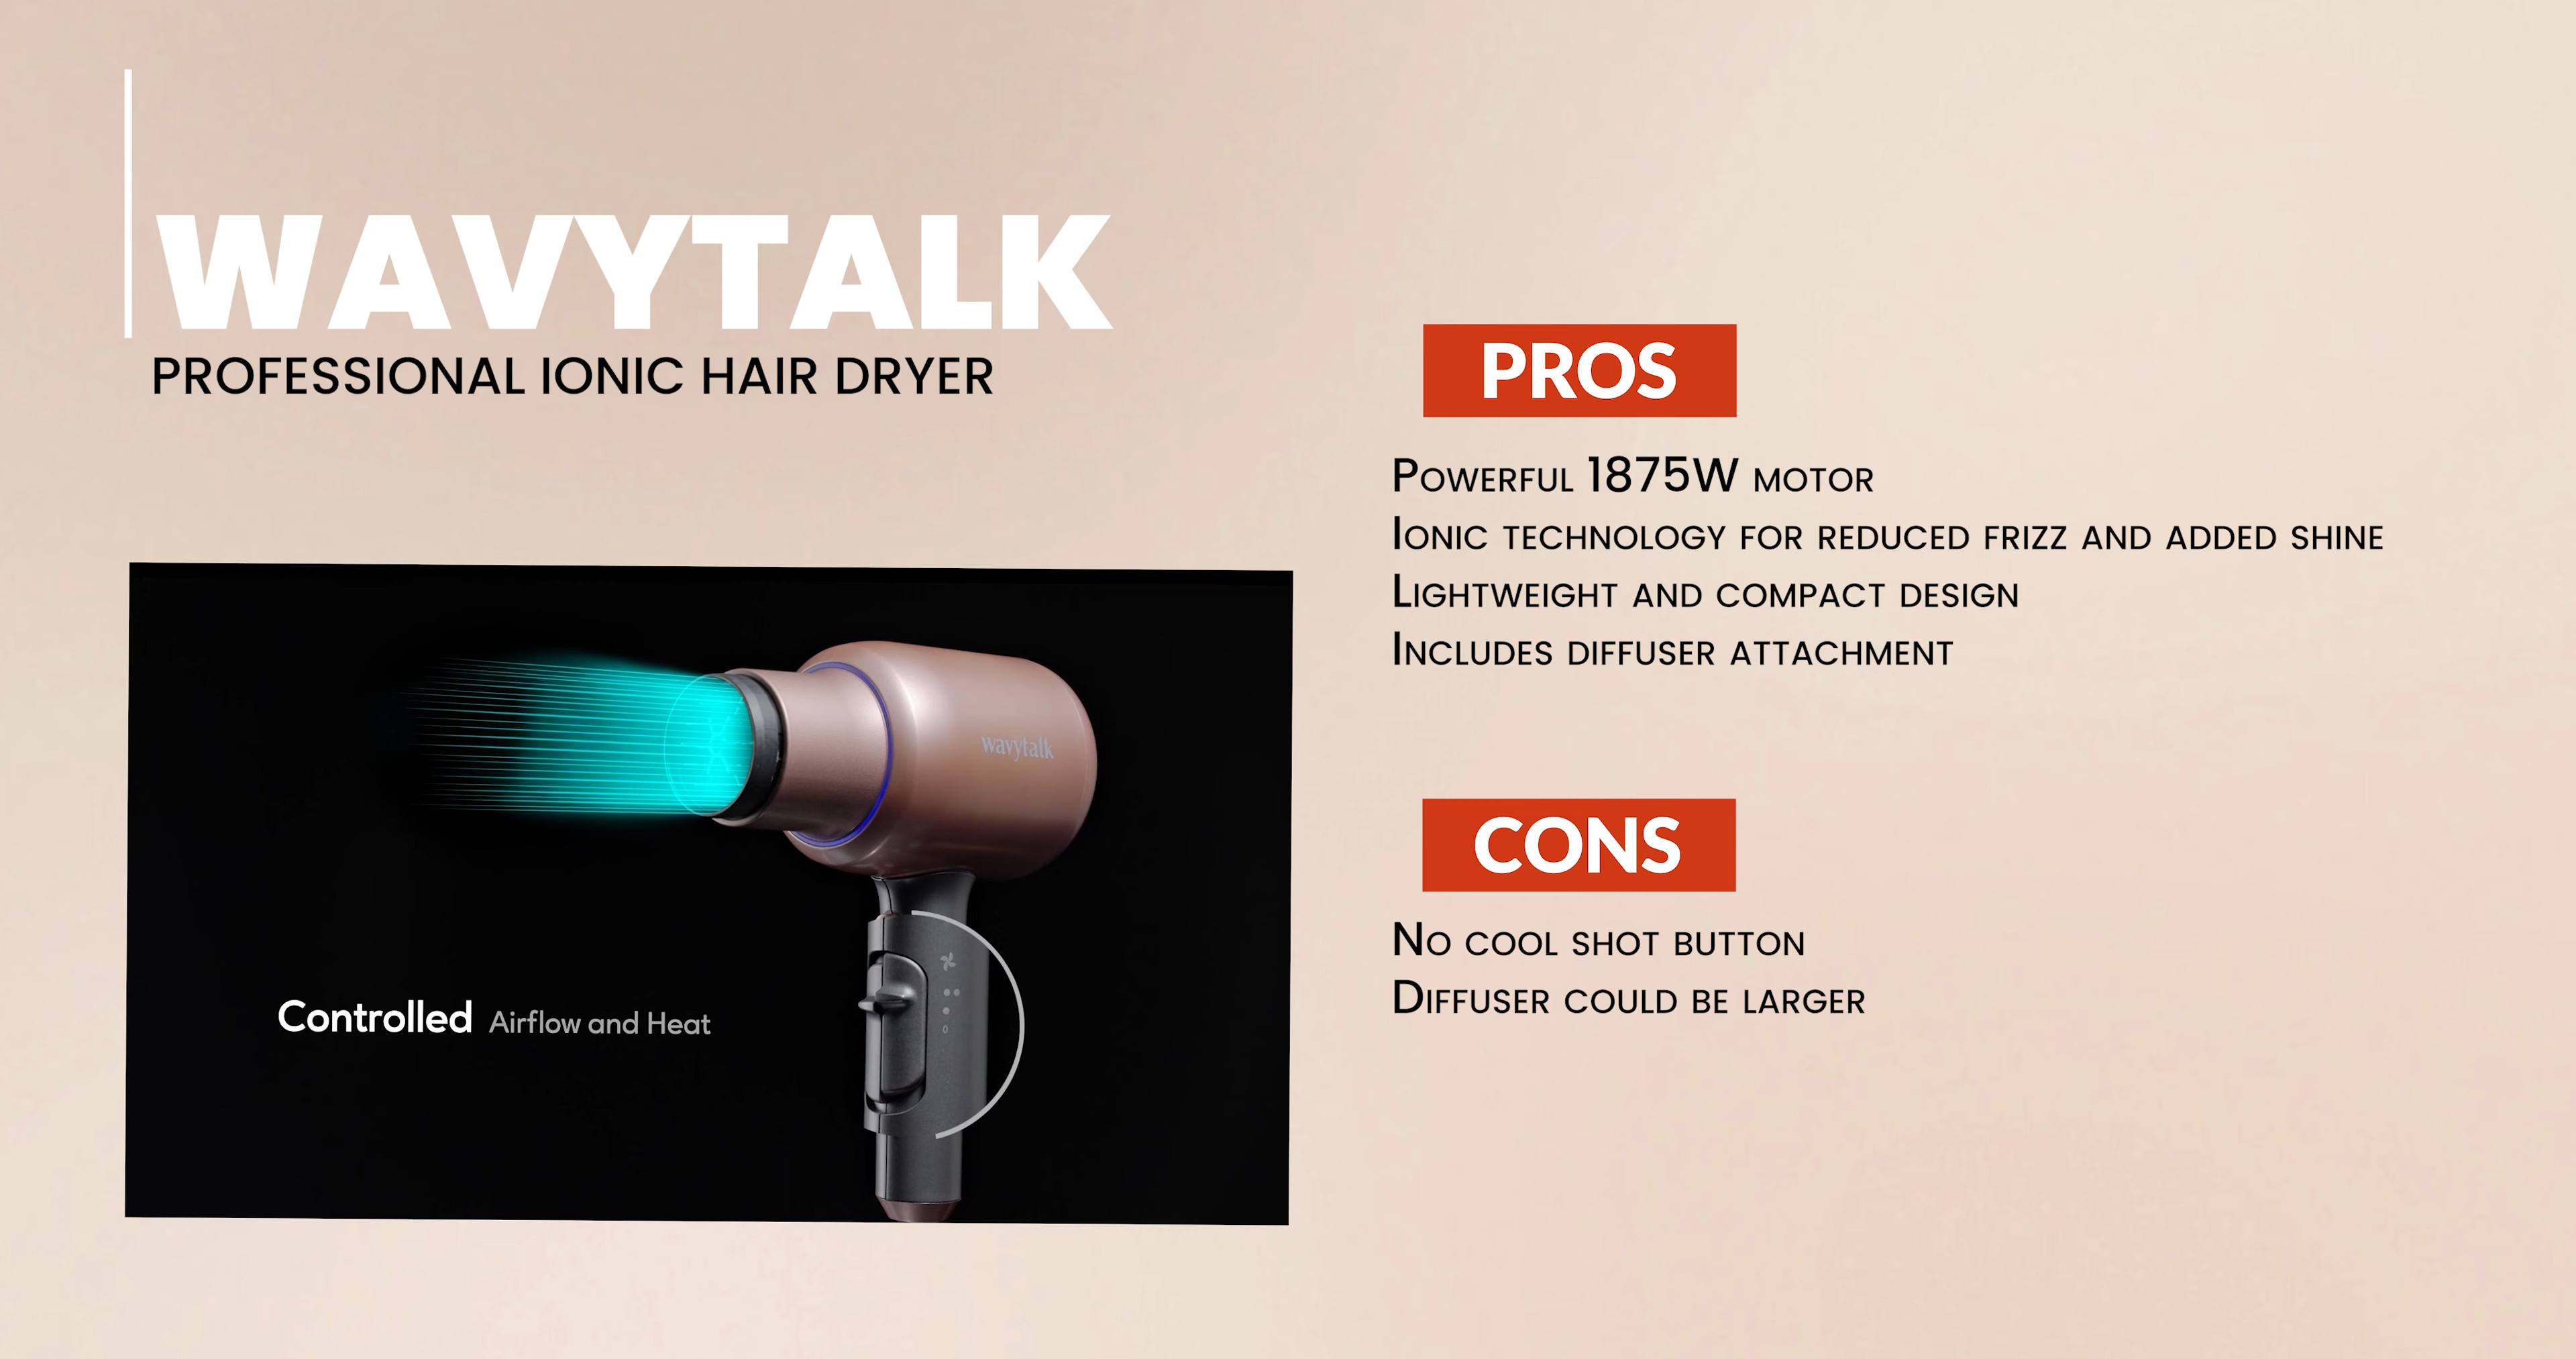 WAVYTALK
PROFESSIONAL IONIC HAIR DRYER
wavytalk
Controlled Airflow and Heat
0
PROS
Powerful 1875W motor
Ionic technology for reduced frizz and added shine
Lightweight and compact design
Includes diffuser attachment
CONS
No cool shot button
Diffuser could be larger